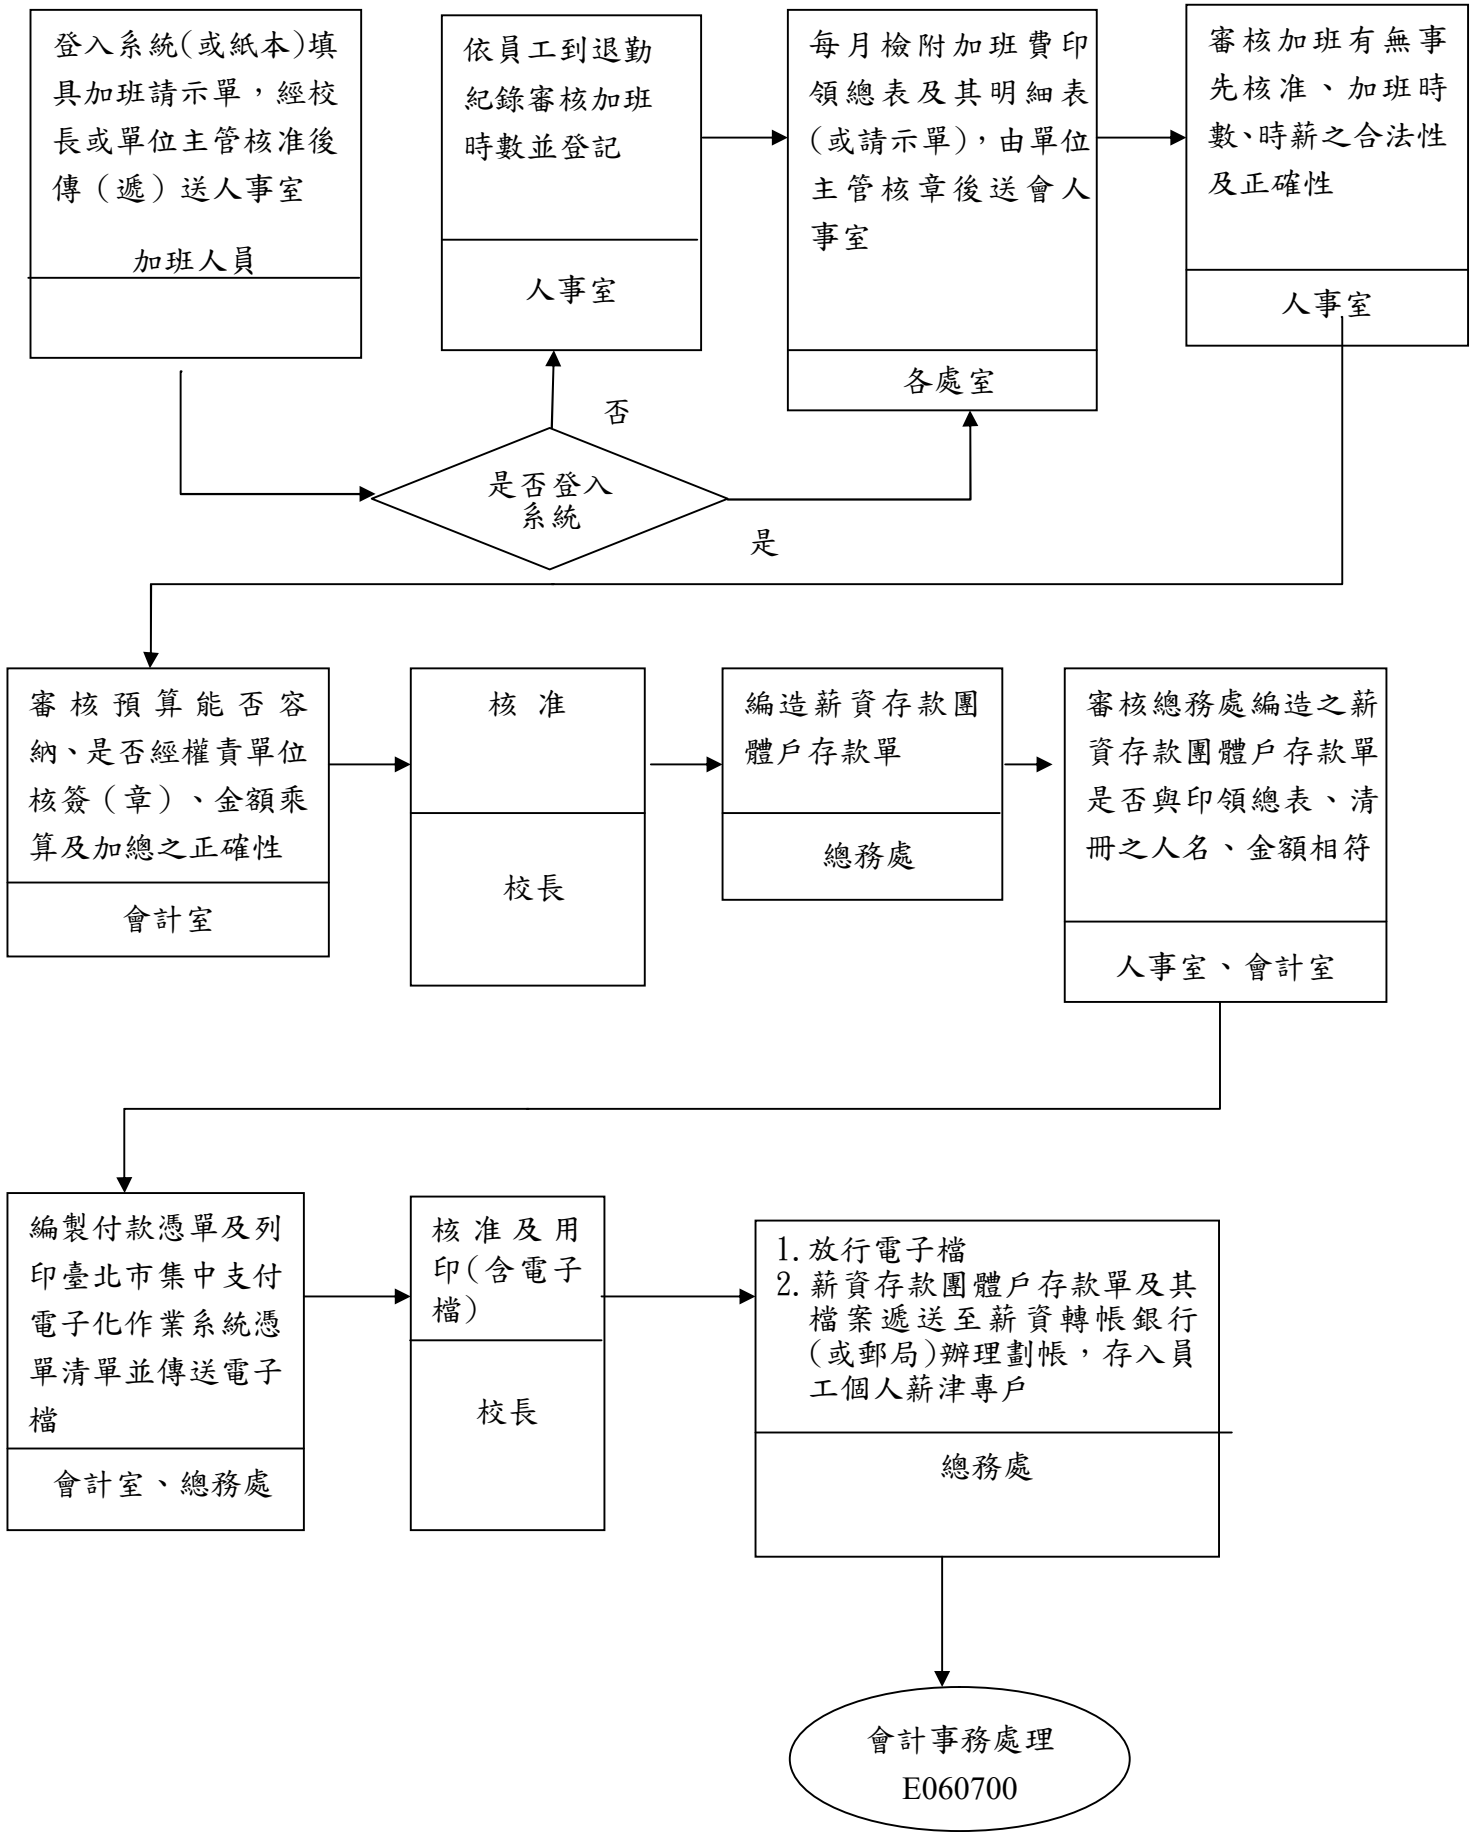 登入系統(或紙本)填
具加班請示單，經校
長或單位主管核准後
傳（遞）送人事室
加班人員
依員工到退勤
紀錄審核加班
時數並登記
人事室
每月檢附加班費印
領總表及其明細表
(或請示單)，由單位
主管核章後送會人
事室
各處室
審核加班有無事
先核准、加班時
數、時薪之合法性
及正確性
人事室
否
是否登入
系統
是
審核預算能否容
納、是否經權責單位
核簽（章）、金額乘
算及加總之正確性
會計室
核准
校長
編造薪資存款團
體戶存款單
總務處
審核總務處編造之薪
資存款團體戶存款單
是否與印領總表、清
冊之人名、金額相符
人事室、會計室
編製付款憑單及列
印臺北市集中支付
電子化作業系統憑
單清單並傳送電子
檔
會計室、總務處
核准及用
印(含電子
檔)
校長
1.放行電子檔
2.薪資存款團體戶存款單及其
檔案遞送至薪資轉帳銀行
(或郵局)辦理劃帳，存入員
工個人薪津專戶
總務處
會計事務處理
E060700